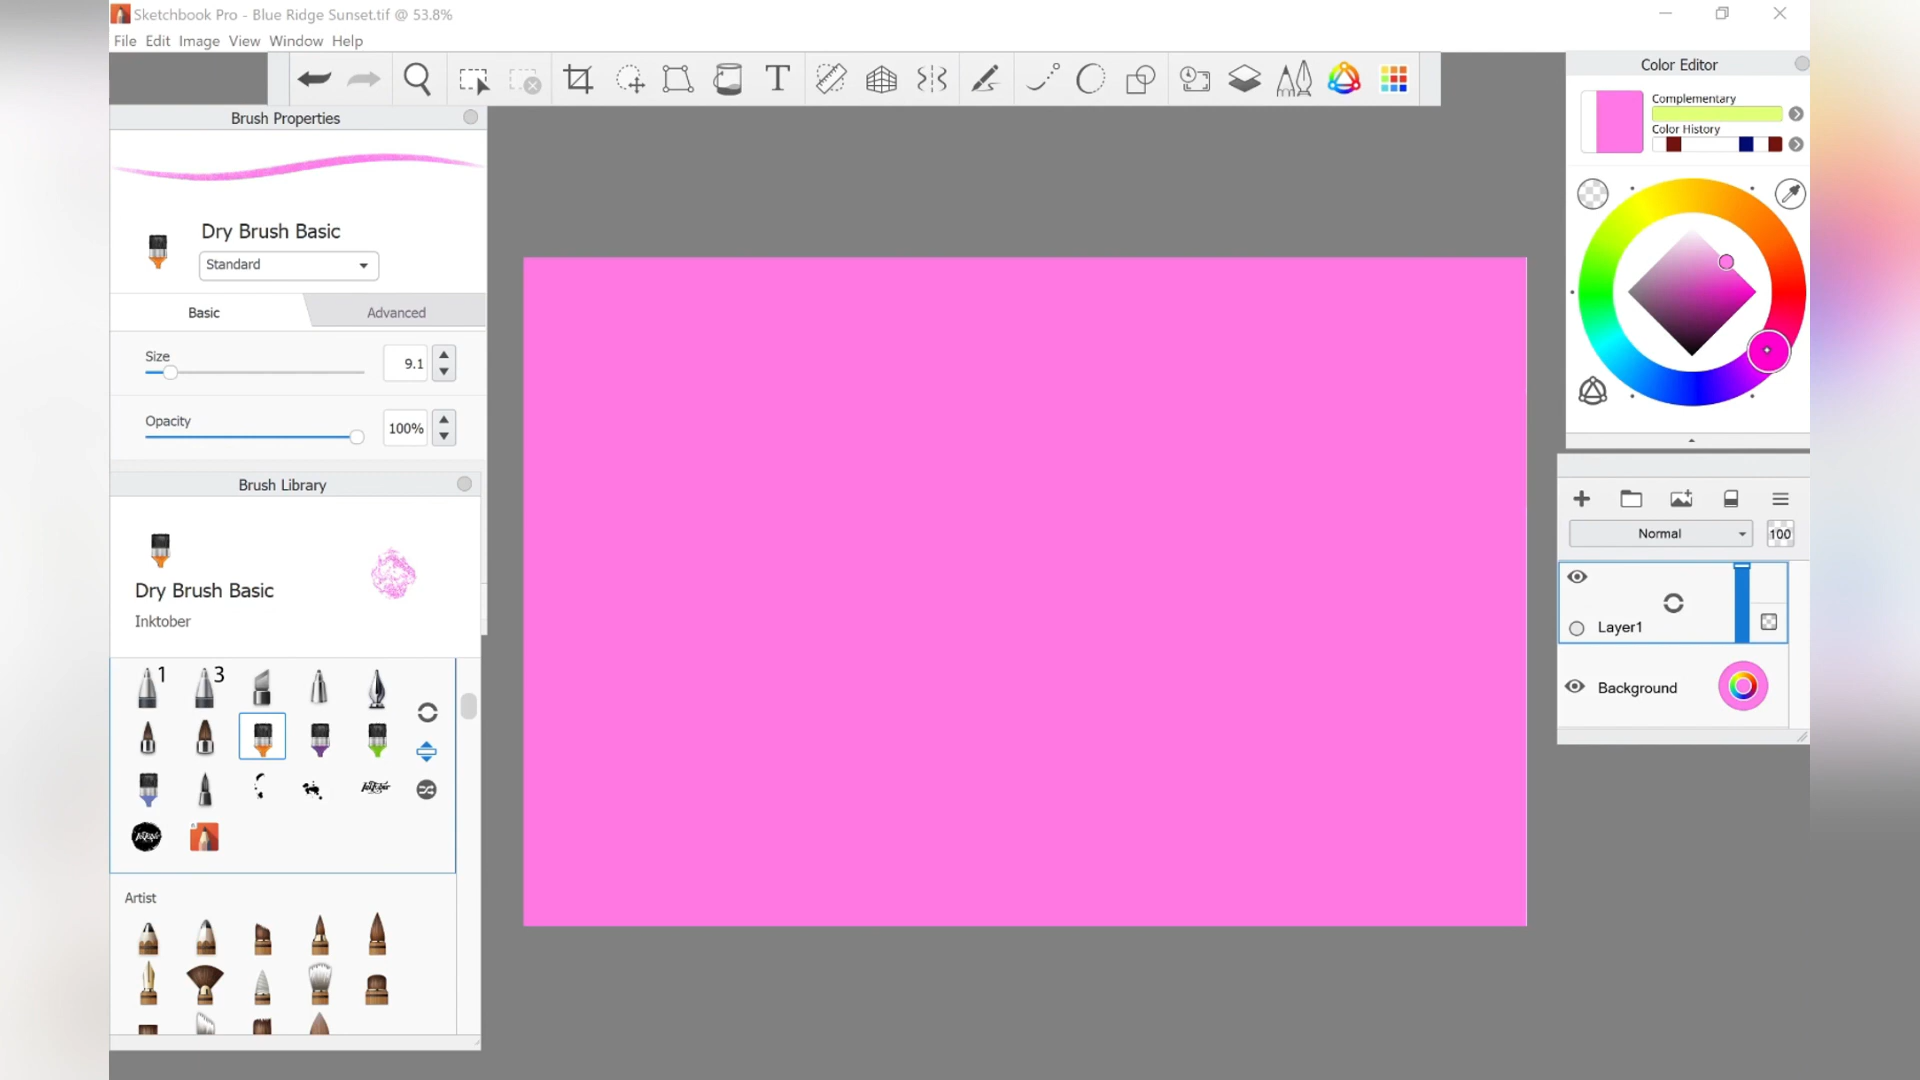 Sketchbook Pro - Blue Ridge Sunset.tif @ 53.8%
File Edit Image View Window Help
Brush Properties
Dry Brush Basic
Standard
Basic Advanced
Size 9.1
Opacity 100%
Brush Library
Dry Brush Basic
Inktober
1 3
Artist
Color Editor
Complementary
Color History
Normal 100
Layer1
Background